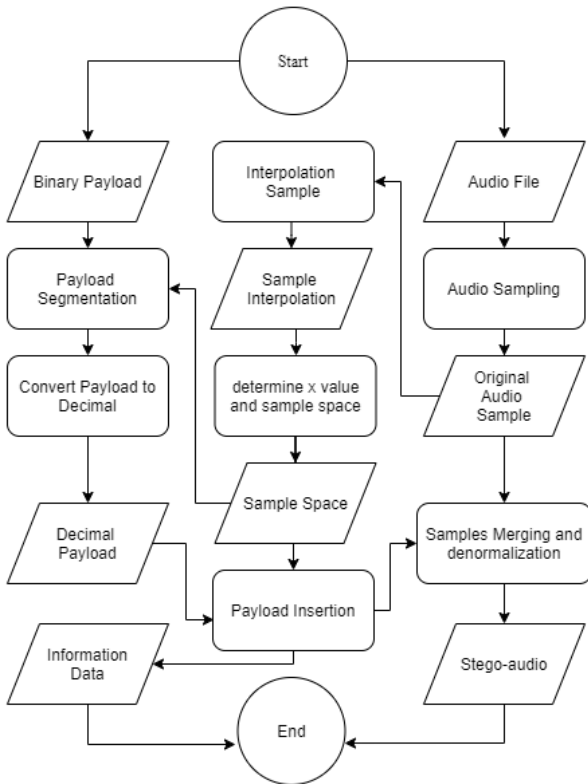 Start
Binary Payload
Interpolation
Sample
Audio File
Payload
Segmentation
Sample
Interpolation
Audio Sampling
Convert Payload to
Decimal
determine x value
and sample space
Original
Audio
Sample
Decimal
Payload
Sample Space
Samples Merging and
denormalization
Payload Insertion
Information
Data
Stego-audio
End